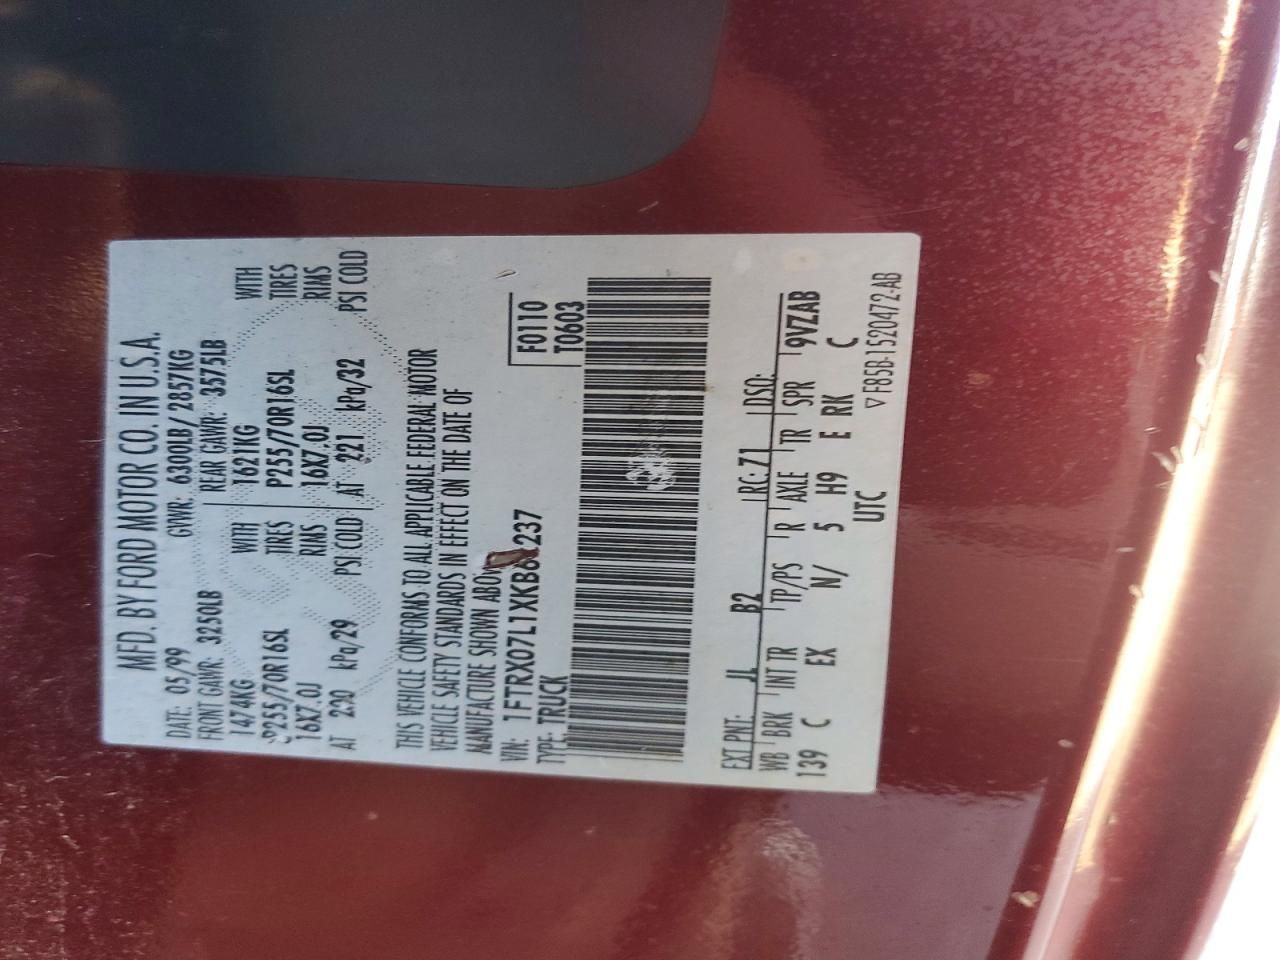 MFD. BY FORD MOTOR CO. IN U.S.A.
DATE: 05/99 GVWR: 6300LB/ 2857KG
FRONT GAWR: 3250LB REAR GAWR: 3575LB
1474KG WITH 1621KG WITH
P255/70R16SL TIRES P255/70R16SL TIRES
16X7.0J RIMS 16X7.0J RIMS
AT 200 kPa/29 PSI COLD AT 221 kPa/32 PSI COLD
THIS VEHICLE CONFORMS TO ALL APPLICABLE FEDERAL MOTOR
VEHICLE SAFETY STANDARDS IN EFFECT ON THE DATE OF
MANUFACTURE SHOWN
VIN: F0110
TYPE: TRUCK T0603
EXT PNT: JL B2 RC: 71 DSO:
WB BRK INT TR TP/PS R AXLE TR SPR 9VZAB
139 C EX N/ 5 H9 E RK C
UTC
▽F85B-1520472-AB